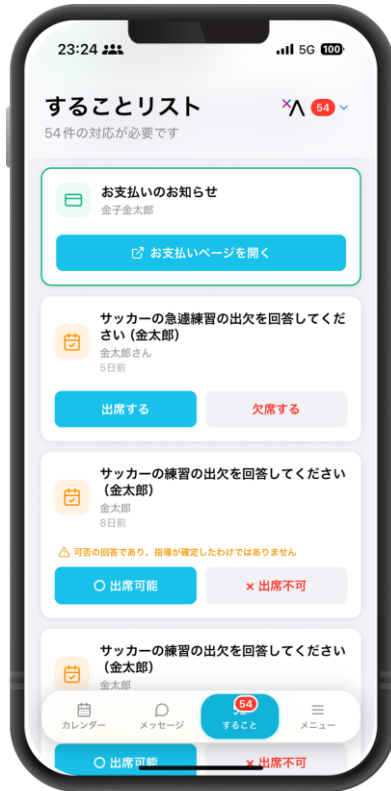 23:24
5G 100
することリスト
54
54件の対応が必要です
お支払いのお知らせ
金子金太郎
お支払いページを開く
サッカーの急遽練習の出欠を回答してくだ
さい (金太郎)
金太郎さん
5日前
出席する
欠席する
サッカーの練習の出欠を回答してください
(金太郎)
金太郎
8日前
可否の回答であり、指導が確定したわけではありません
出席可能
× 出席不可
サッカーの練習の出欠を回答してください
(金太郎)
金太郎
54
カレンダー
メッセージ
すること
メニュー
出席可能
× 出席不可